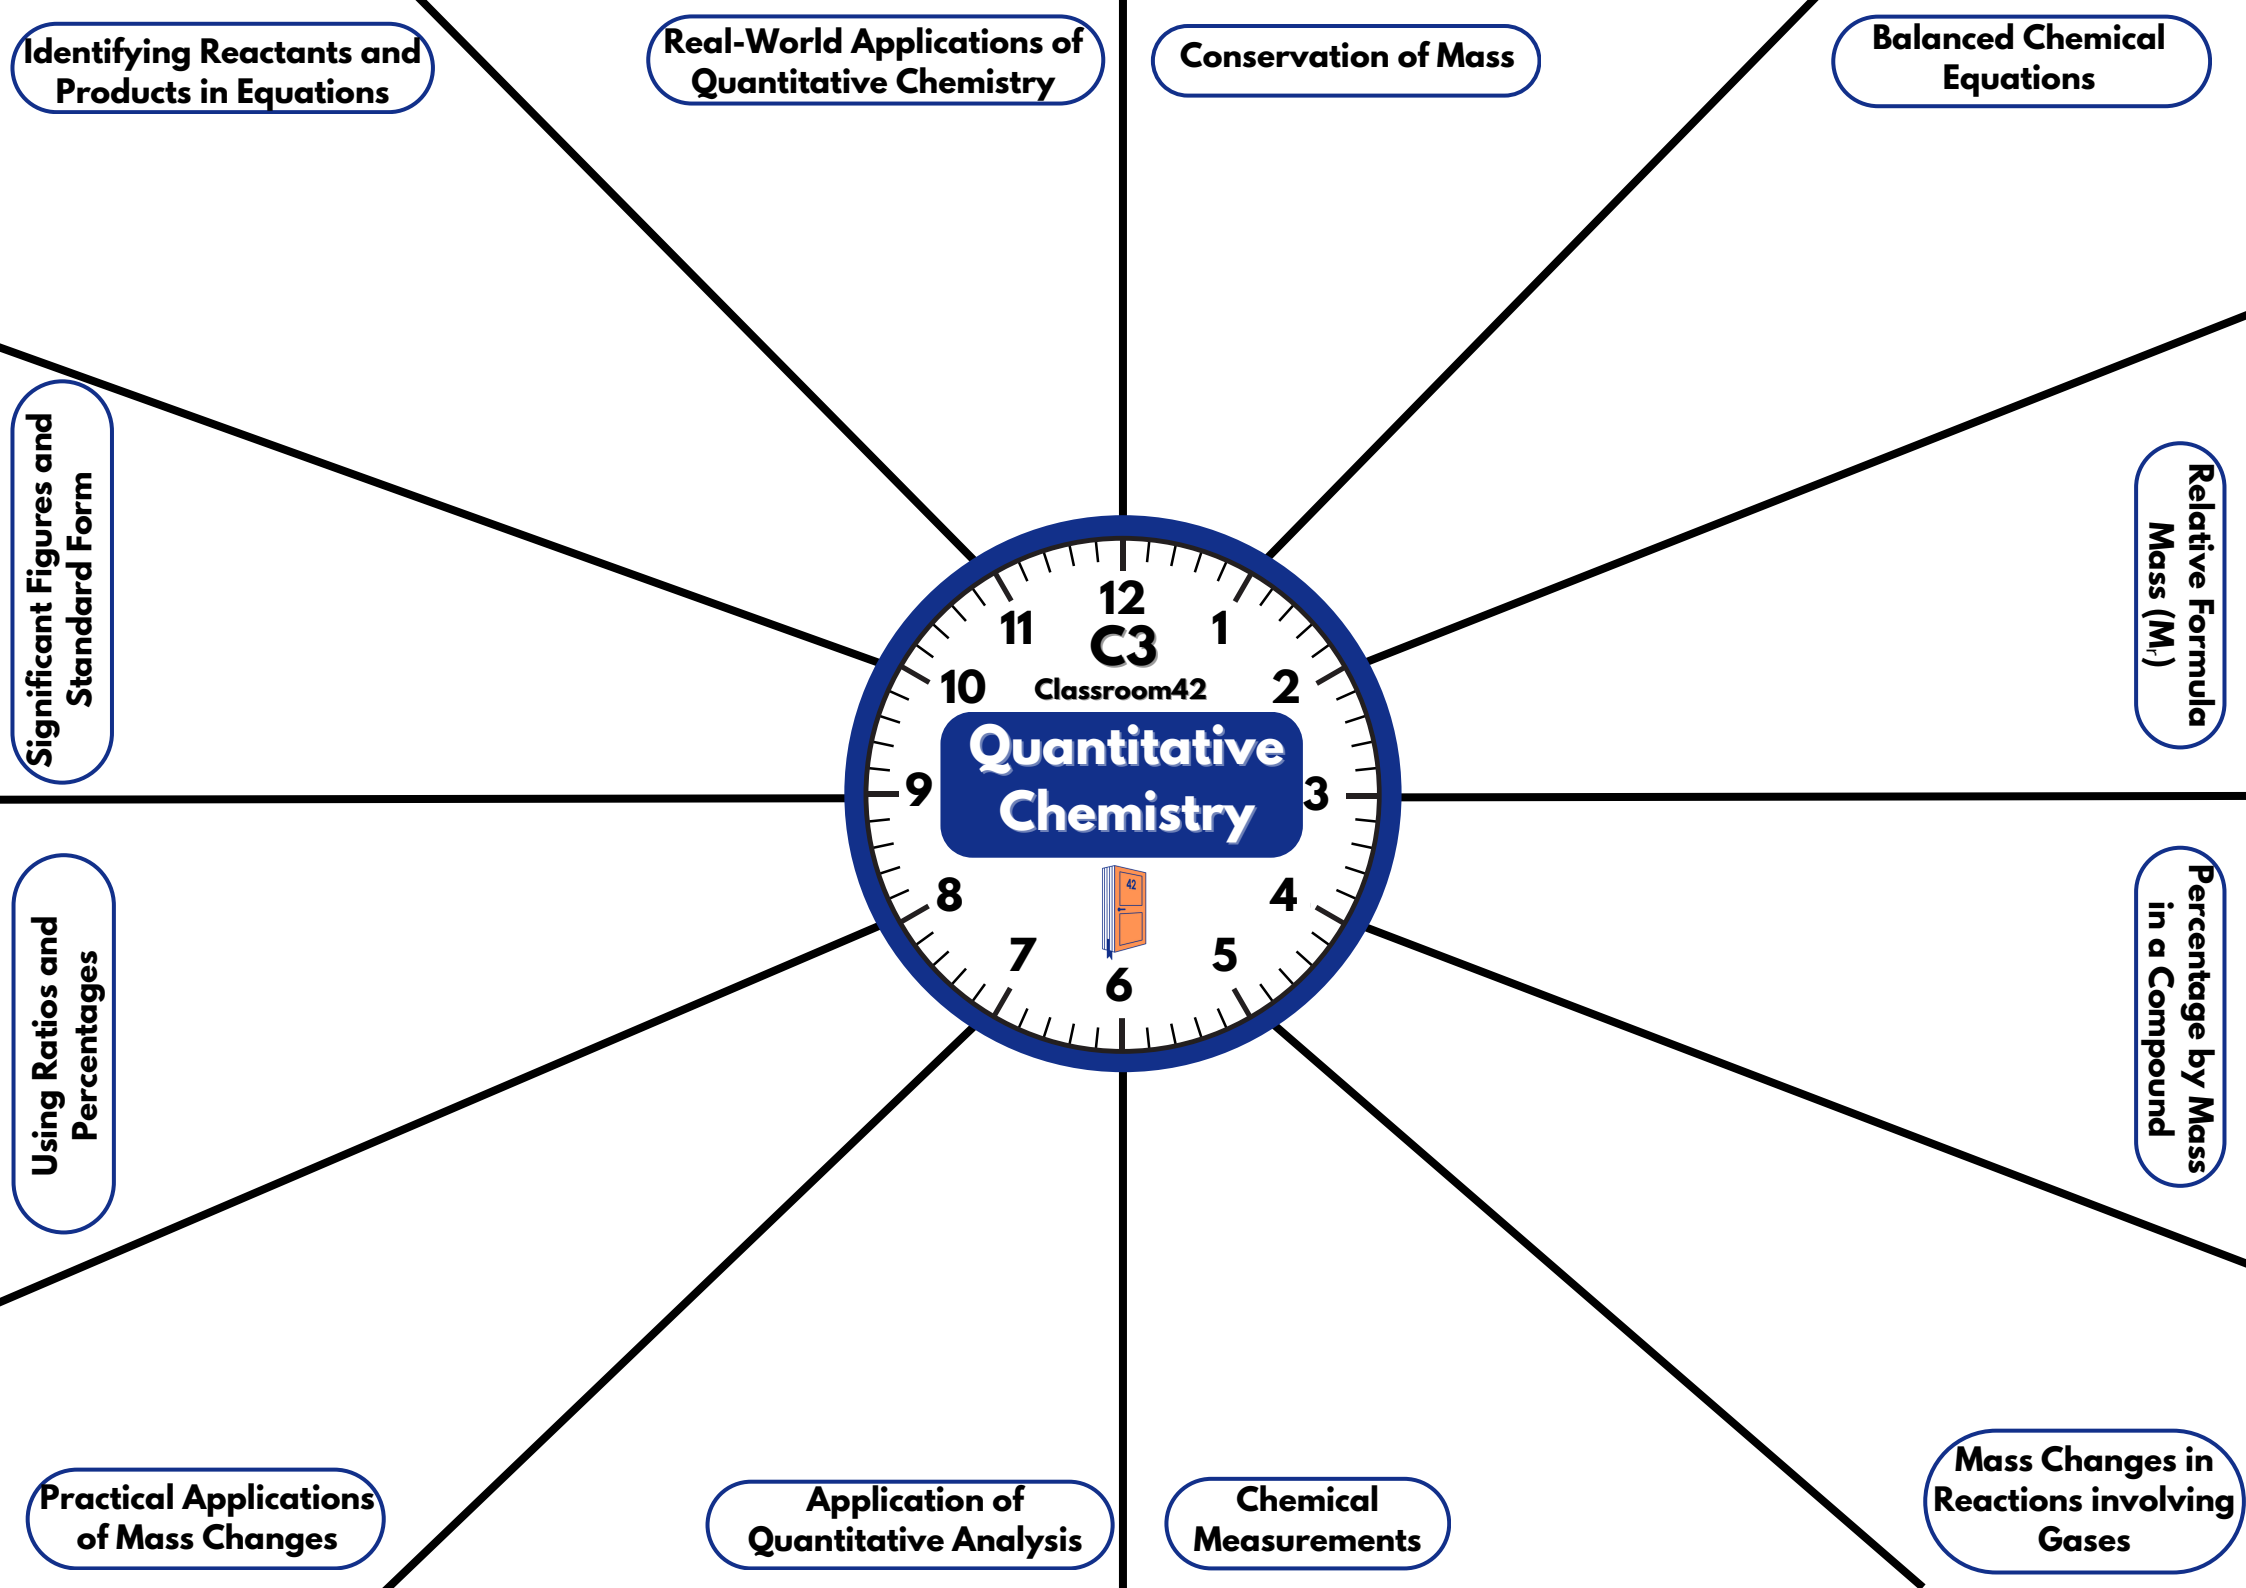 Identifying Reactants and
Products in Equations
Real-World Applications of
Quantitative Chemistry
Conservation of Mass
Balanced Chemical
Equations
Significant Figures and
Standard Form
Relative Formula
Mass (Mᵣ)
12
11
1
C3
10
Classroom42
2
Quantitative
Chemistry
9
3
42
8
4
7
5
6
Using Ratios and
Percentages
Percentage by Mass
in a Compound
Practical Applications
of Mass Changes
Application of
Quantitative Analysis
Chemical
Measurements
Mass Changes in
Reactions involving
Gases